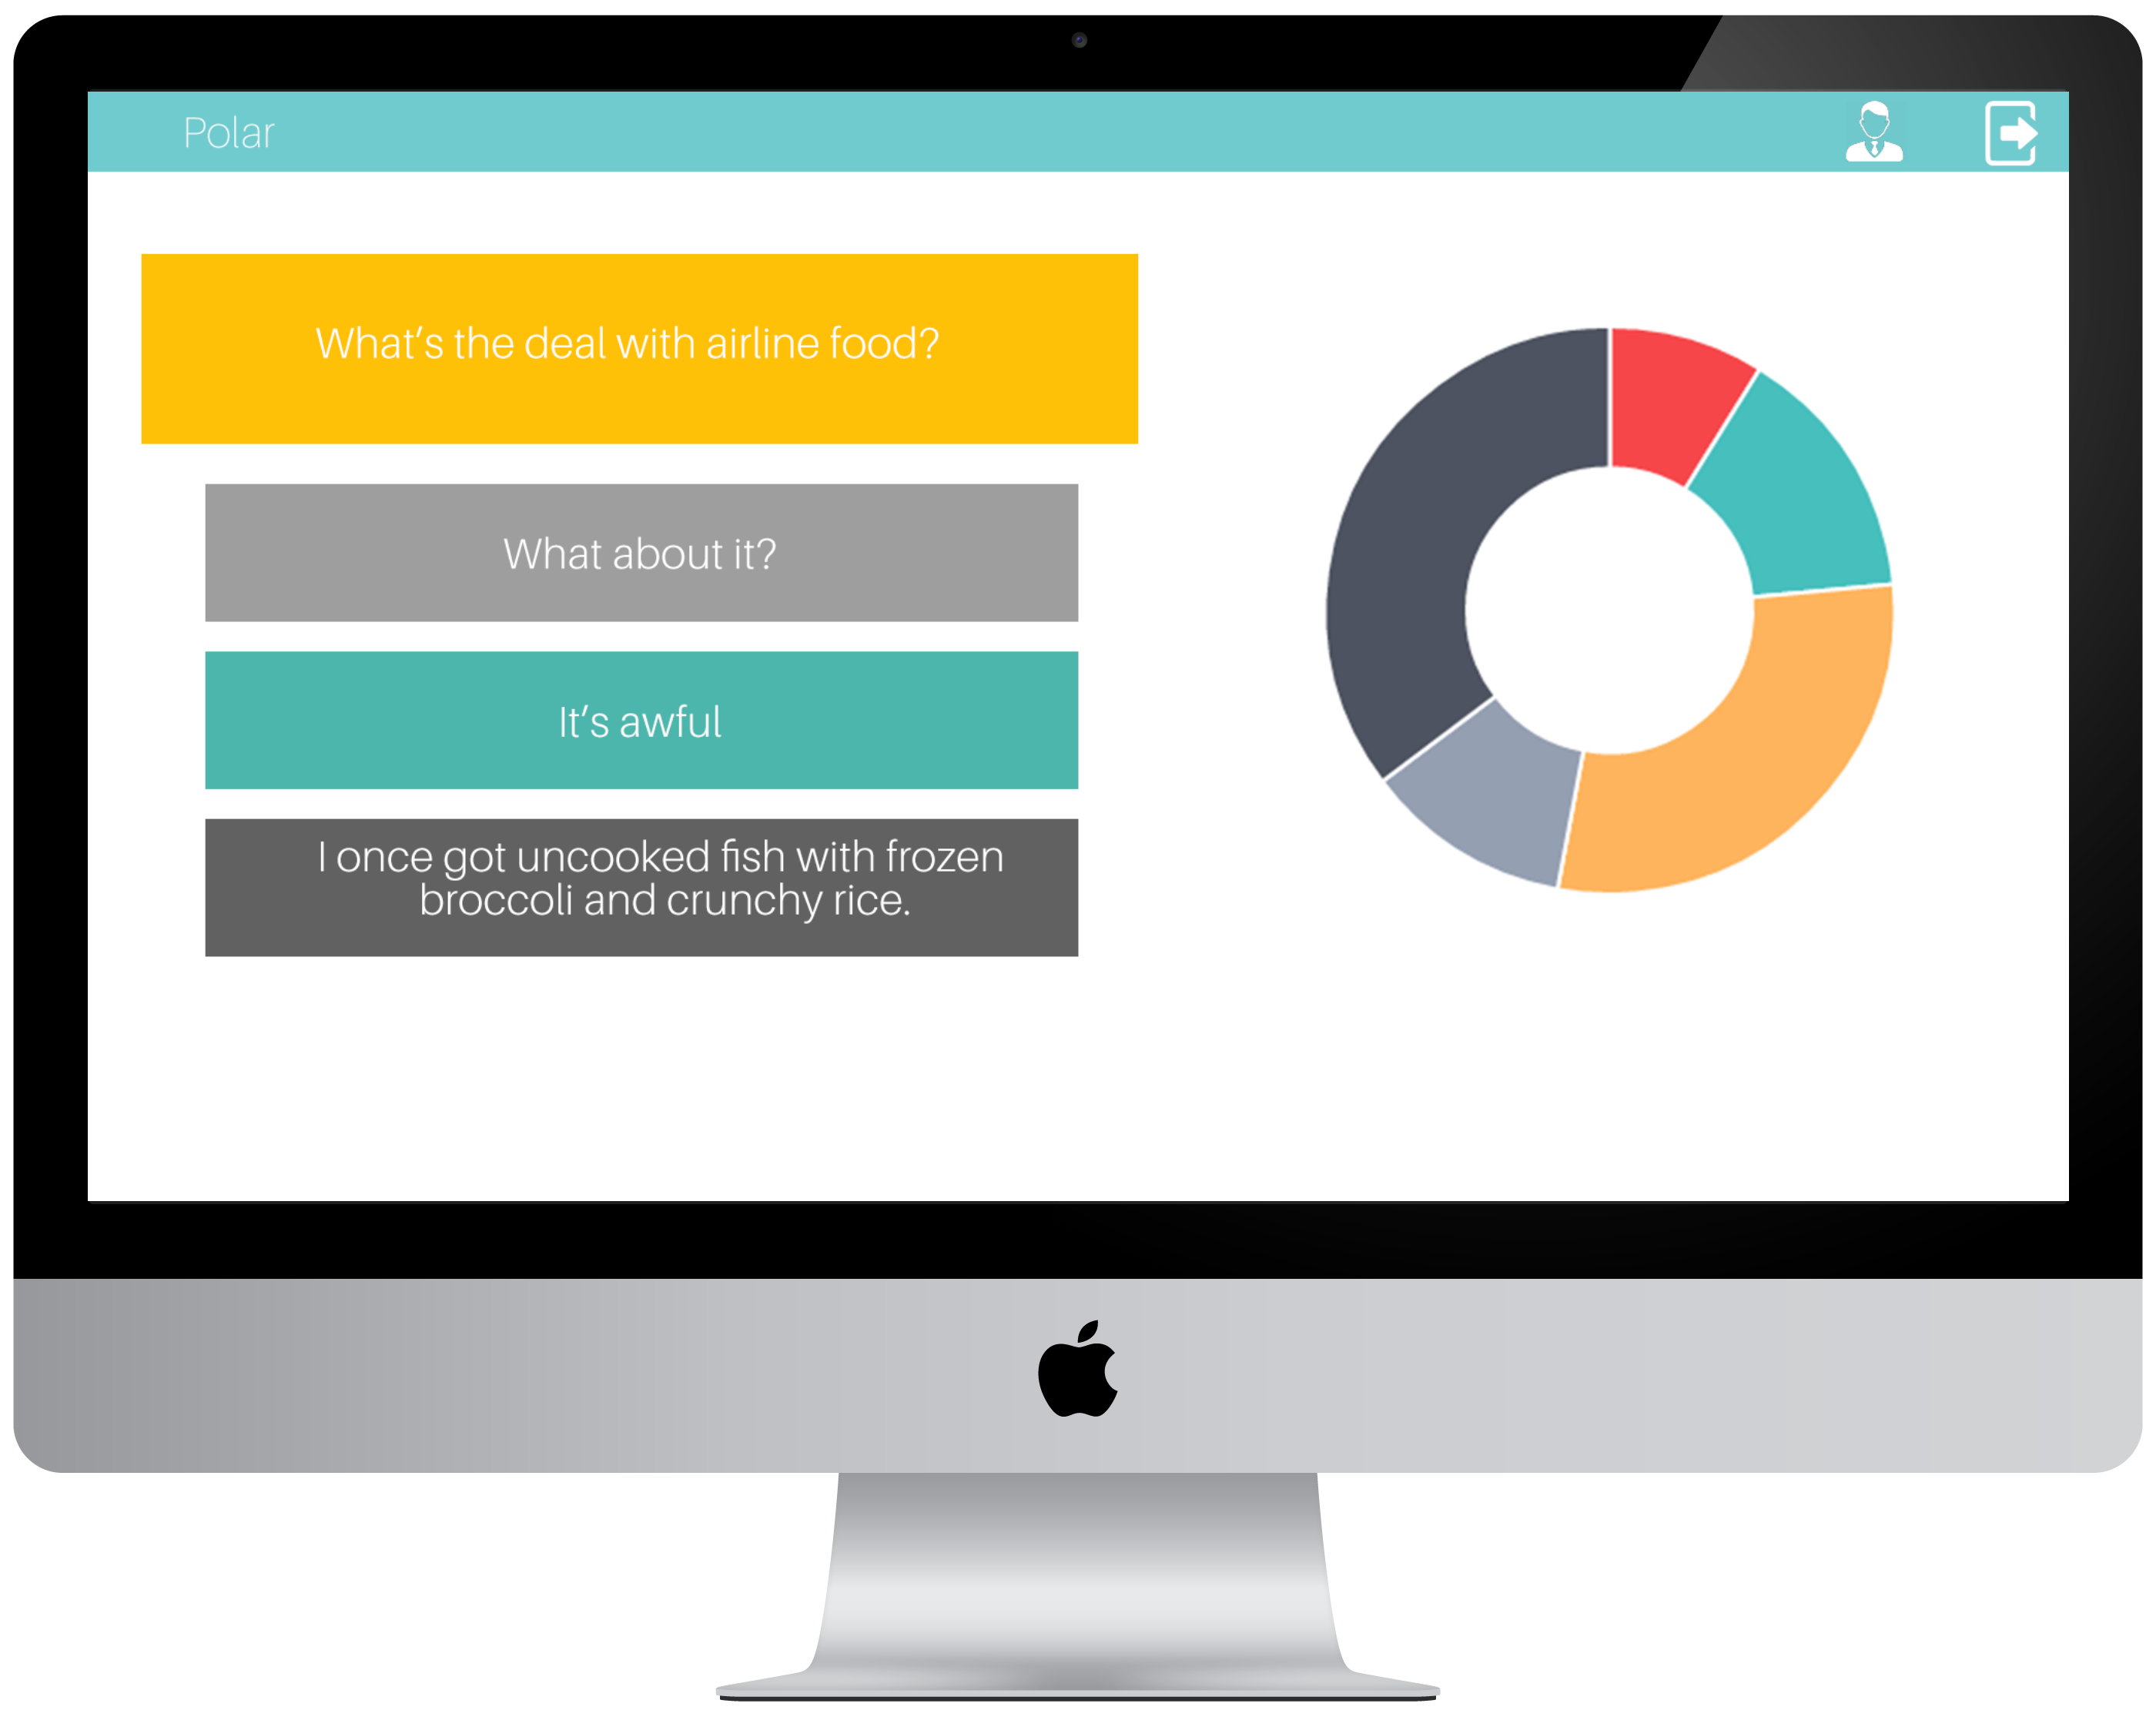 Polar
What's the deal with airline food?
What about it?
It's awful
I once got uncooked fish with frozen
broccoli and crunchy rice.